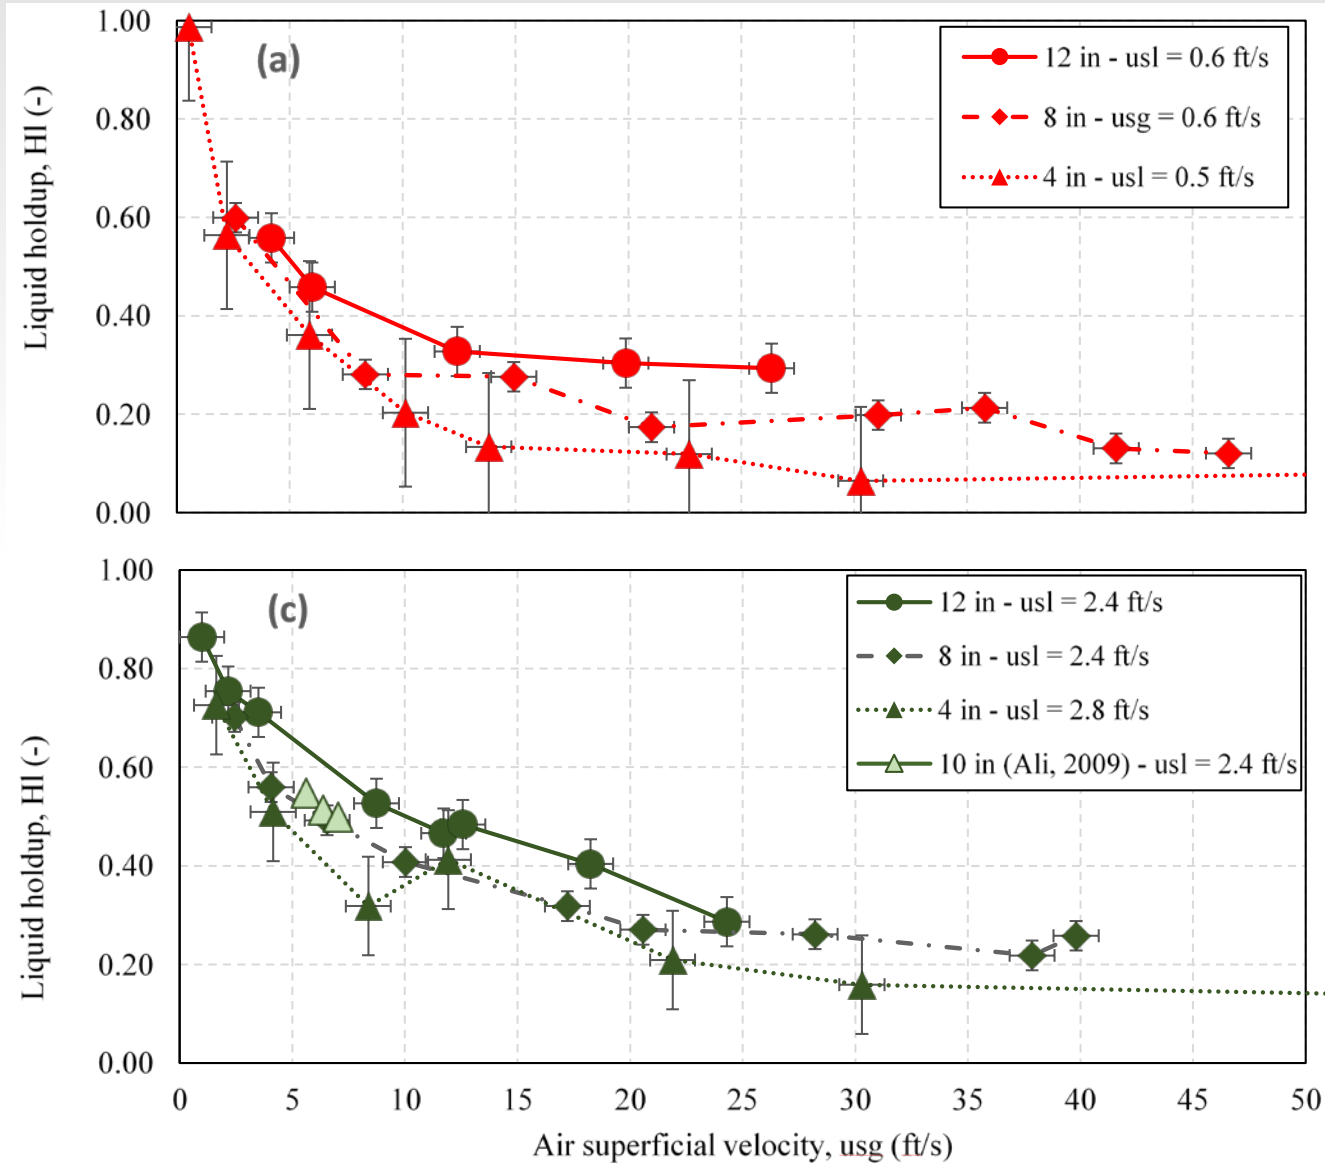 1.00
0.80
0.60
0.40
0.20
0.00
Liquid holdup, HI (-)
(a)
12 in - usl = 0.6 ft/s
8 in - usg = 0.6 ft/s
4 in - usl = 0.5 ft/s
1.00
0.80
0.60
0.40
0.20
0.00
Liquid holdup, HI (-)
(c)
12 in - usl = 2.4 ft/s
8 in - usl = 2.4 ft/s
4 in - usl = 2.8 ft/s
10 in (Ali, 2009) - usl = 2.4 ft/s
0 5 10 15 20 25 30 35 40 45 50
Air superficial velocity, usg (ft/s)